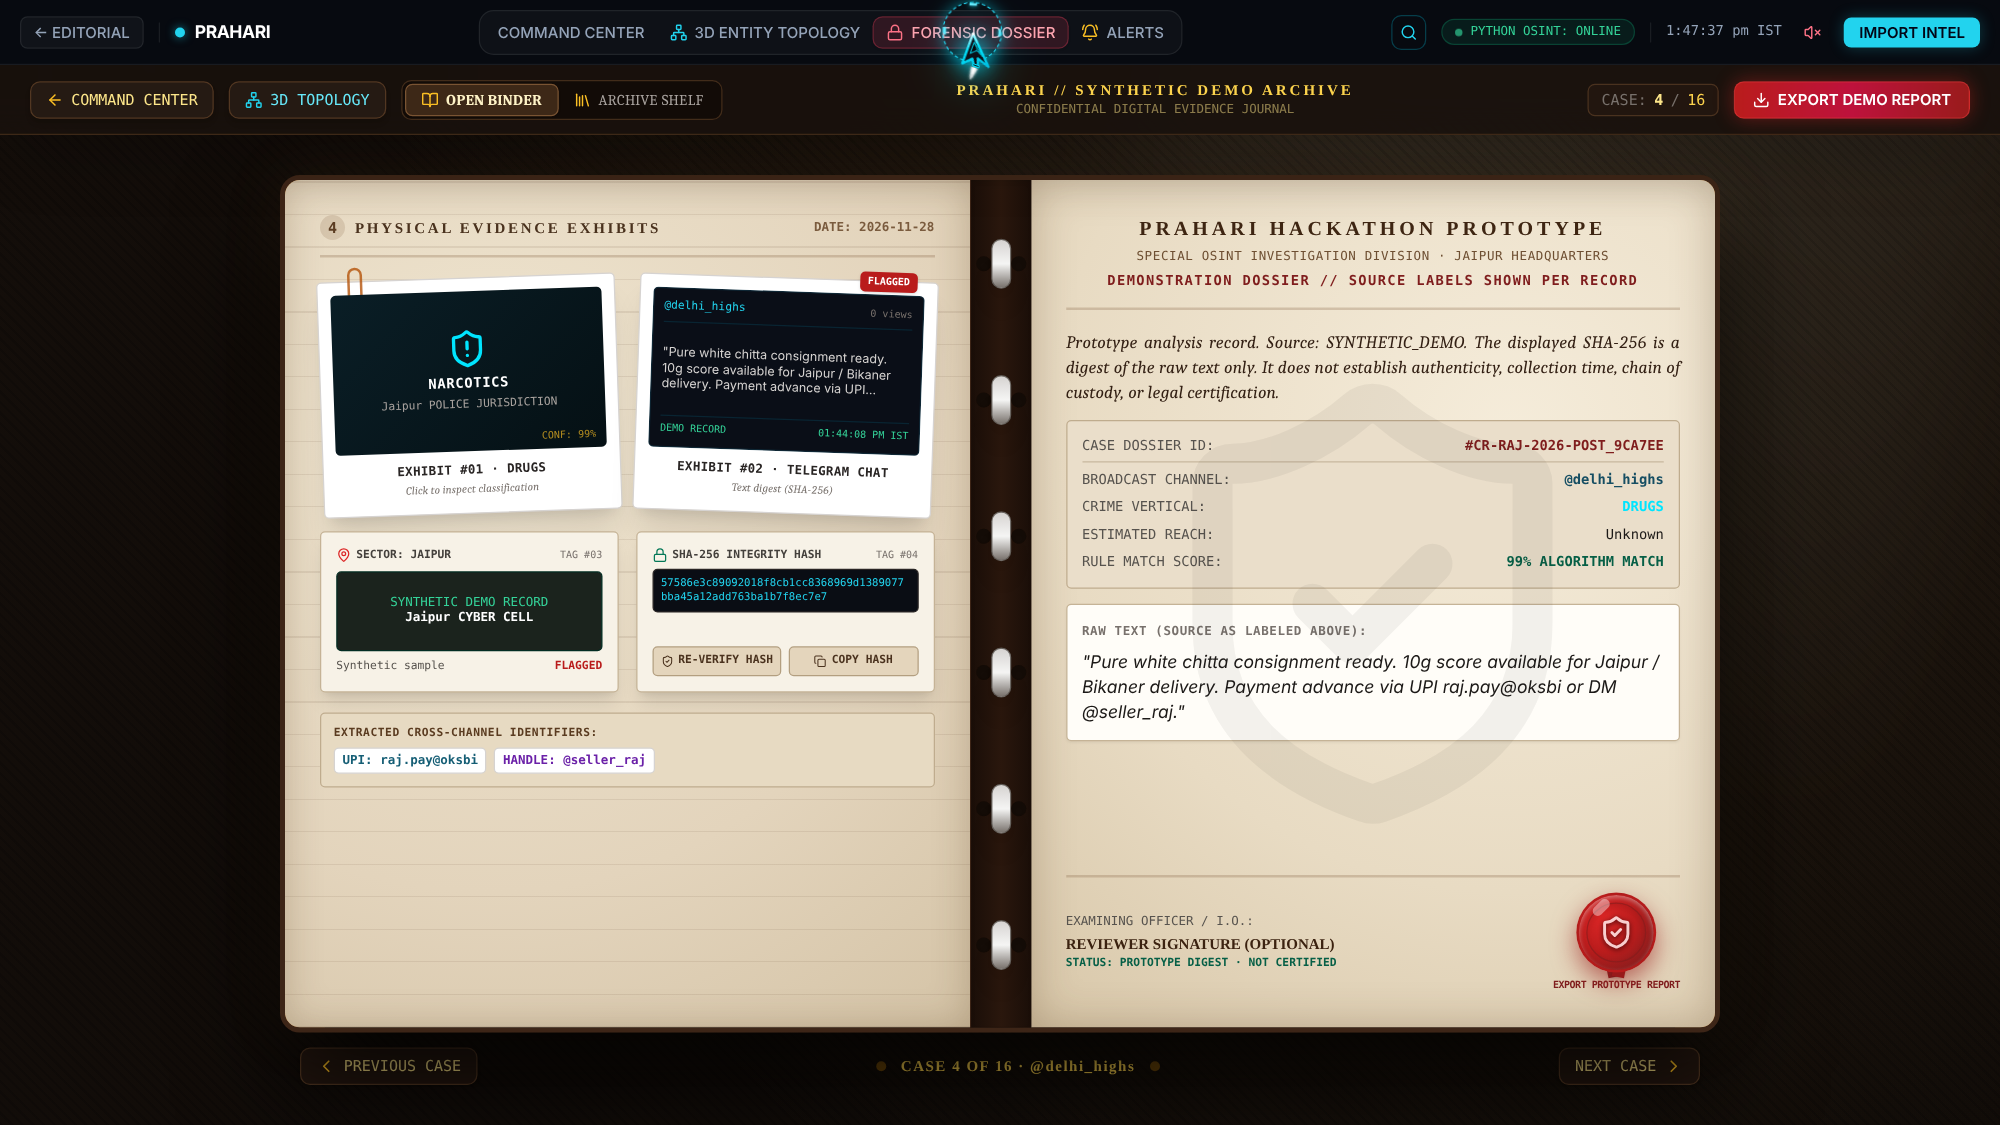 ← EDITORIAL
PRAHARI
COMMAND CENTER
3D ENTITY TOPOLOGY
FORENSIC DOSSIER
ALERTS
PYTHON OSINT: ONLINE
1:47:37 pm IST
IMPORT INTEL
← COMMAND CENTER
3D TOPOLOGY
OPEN BINDER
ARCHIVE SHELF
PRAHARI // SYNTHETIC DEMO ARCHIVE
CONFIDENTIAL DIGITAL EVIDENCE JOURNAL
CASE: 4 / 16
EXPORT DEMO REPORT
4 PHYSICAL EVIDENCE EXHIBITS
DATE: 2026-11-28
NARCOTICS
Jaipur POLICE JURISDICTION
CONF: 99%
EXHIBIT #01 · DRUGS
Click to inspect classification
FLAGGED
@delhi_highs
0 views
"Pure white chitta consignment ready.
10g score available for Jaipur / Bikaner
delivery. Payment advance via UPI...
DEMO RECORD
01:44:08 PM IST
EXHIBIT #02 · TELEGRAM CHAT
Text digest (SHA-256)
SECTOR: JAIPUR
TAG #03
SYNTHETIC DEMO RECORD
Jaipur CYBER CELL
Synthetic sample
FLAGGED
SHA-256 INTEGRITY HASH
TAG #04
57586e3c89092018f8cb1cc8368969d1389077
bba45a12add763ba1b7f8ec7e7
RE-VERIFY HASH
COPY HASH
EXTRACTED CROSS-CHANNEL IDENTIFIERS:
UPI: raj.pay@oksbi
HANDLE: @seller_raj
PRAHARI HACKATHON PROTOTYPE
SPECIAL OSINT INVESTIGATION DIVISION · JAIPUR HEADQUARTERS
DEMONSTRATION DOSSIER // SOURCE LABELS SHOWN PER RECORD
Prototype analysis record. Source: SYNTHETIC_DEMO. The displayed SHA-256 is a
digest of the raw text only. It does not establish authenticity, collection time, chain of
custody, or legal certification.
CASE DOSSIER ID:
#CR-RAJ-2026-POST_9CA7EE
BROADCAST CHANNEL:
@delhi_highs
CRIME VERTICAL:
DRUGS
ESTIMATED REACH:
Unknown
RULE MATCH SCORE:
99% ALGORITHM MATCH
RAW TEXT (SOURCE AS LABELED ABOVE):
"Pure white chitta consignment ready. 10g score available for Jaipur /
Bikaner delivery. Payment advance via UPI raj.pay@oksbi or DM
@seller_raj."
EXAMINING OFFICER / I.O.:
REVIEWER SIGNATURE (OPTIONAL)
STATUS: PROTOTYPE DIGEST · NOT CERTIFIED
EXPORT PROTOTYPE REPORT
PREVIOUS CASE
CASE 4 OF 16 · @delhi_highs
NEXT CASE